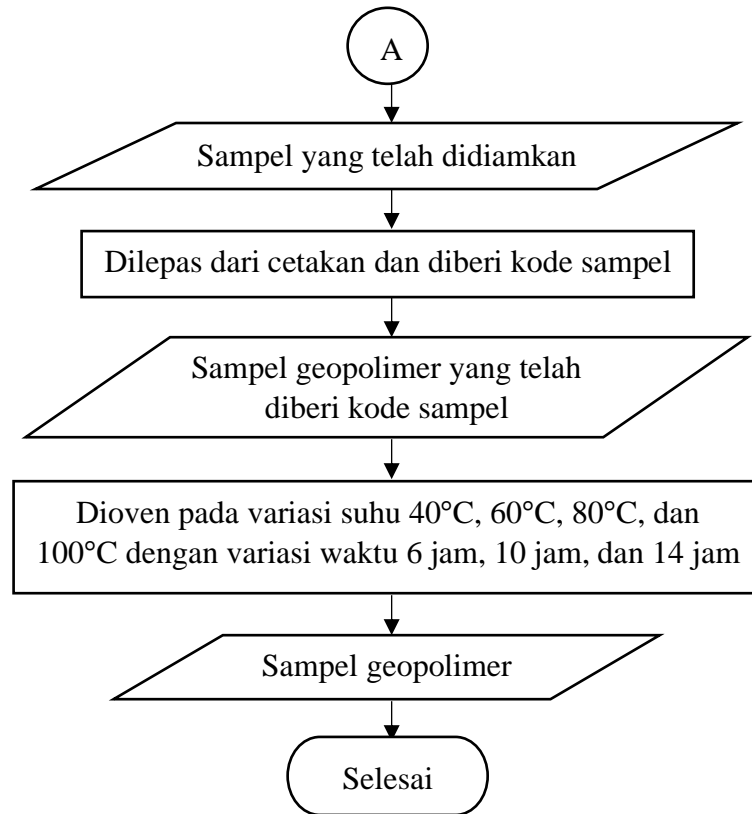 A
Sampel yang telah didiamkan
Dilepas dari cetakan dan diberi kode sampel
Sampel geopolimer yang telah
diberi kode sampel
Dioven pada variasi suhu 40°C, 60°C, 80°C, dan
100°C dengan variasi waktu 6 jam, 10 jam, dan 14 jam
Sampel geopolimer
Selesai